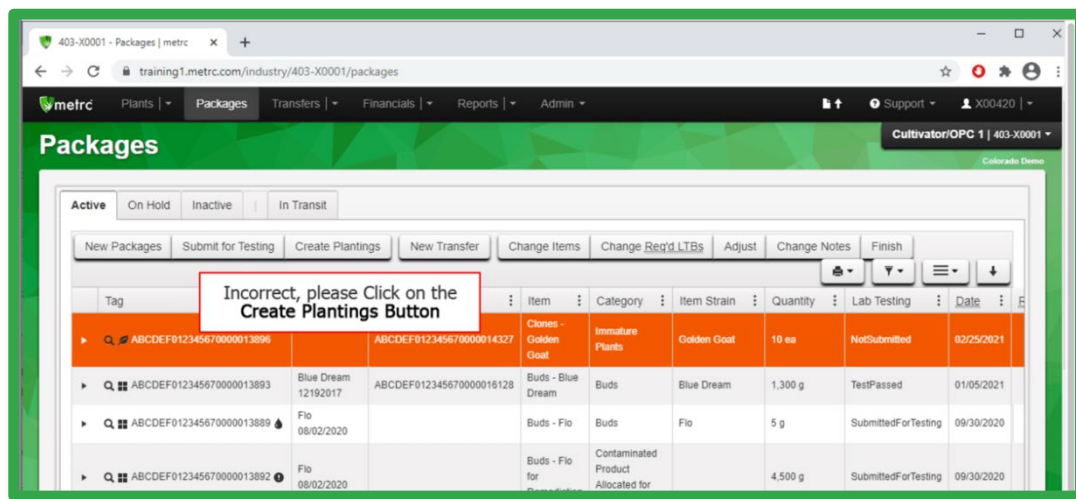 403-X0001 - Packages | metrc
training1.metrc.com/industry/403-X0001/packages
metrc Plants Packages Transfers Financials Reports Admin Support X00420
Packages
Cultivator/OPC 1 | 403-X0001
Colorado Demo
Active On Hold Inactive In Transit
New Packages Submit for Testing Create Plantings New Transfer Change Items Change Req'd LTBs Adjust Change Notes Finish
Incorrect, please Click on the
Create Plantings Button
Tag Item Category Item Strain Quantity Lab Testing Date
ABCDEF012345670000013896 ABCDEF012345670000014327 Clones - Golden Goat Immature Plants Golden Goat 10 ea NotSubmitted 02/25/2021
ABCDEF012345670000013893 Blue Dream 12192017 ABCDEF012345670000016128 Buds - Blue Dream Buds Blue Dream 1,300 g TestPassed 01/05/2021
ABCDEF012345670000013889 Flo 08/02/2020 Buds - Flo Buds Flo 5 g SubmittedForTesting 09/30/2020
ABCDEF012345670000013892 Flo 08/02/2020 Buds - Flo for Contaminated Product Allocated for 4,500 g SubmittedForTesting 09/30/2020